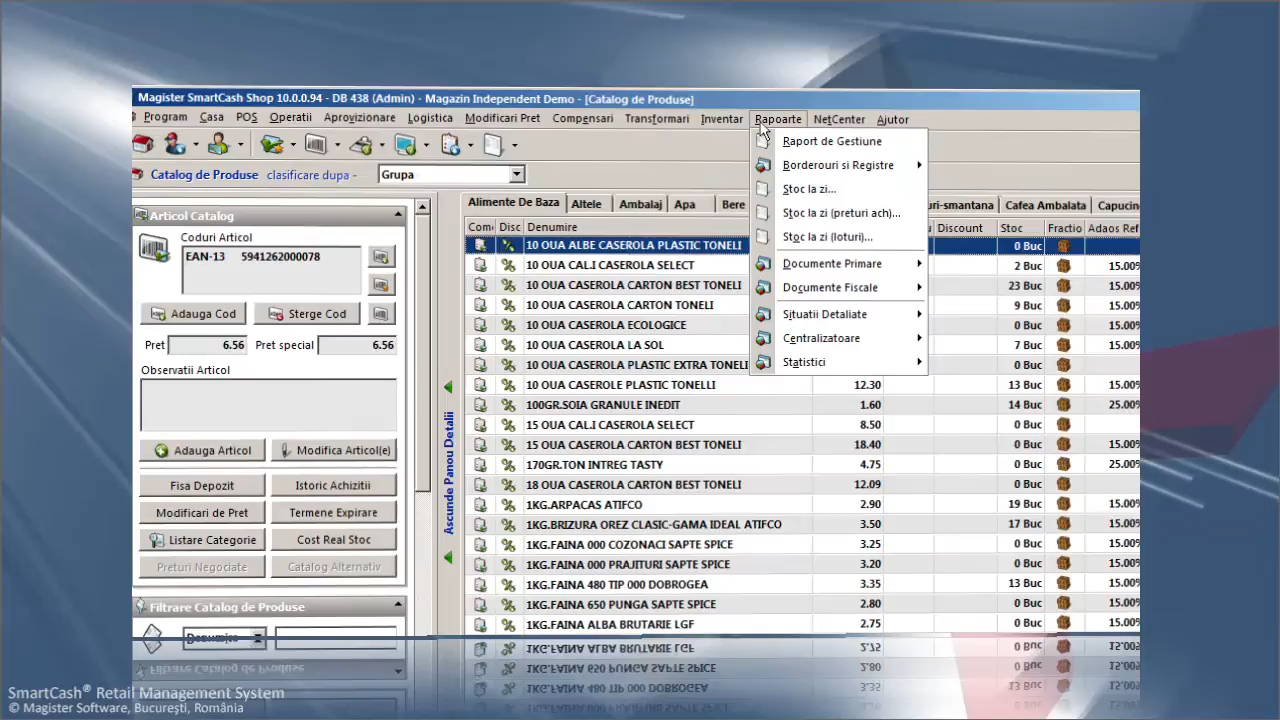 Magister SmartCash Shop 10.0.0.94 - DB 438 (Admin) - Magazin Independent Demo - [Catalog de Produse]
Program Casa POS Operatii Aprovizionare Logistica Modificari Pret Compensari Transformari Inventar Rapoarte NetCenter Ajutor
Catalog de Produse clasificare dupa - Grupa
Articol Catalog
Coduri Articol
EAN-13 5941262000078
Adauga Cod Sterge Cod
Pret 6.56 Pret special 6.56
Observatii Articol
Adauga Articol Modifica Articol(e)
Fisa Depozit Istoric Achizitii
Modificari de Pret Termene Expirare
Listare Categorie Cost Real Stoc
Preturi Negociate Catalog Alternativ
Filtrare Catalog de Produse
Denumire
Ascunde Panou Detalii
Raport de Gestiune
Borderouri si Registre
Stoc la zi...
Stoc la zi (preturi ach)...
Stoc la zi (loturi)...
Documente Primare
Documente Fiscale
Situatii Detaliate
Centralizatoare
Statistici
Alimente De Baza Altele Ambalaj Apa Bere uri-smantana Cafea Ambalata Capucin
Com Disc Denumire Discount Stoc Fractio Adaos Ref
10 OUA ALBE CASEROLA PLASTIC TONELI 0 Buc
10 OUA CAL.I CASEROLA SELECT 2 Buc 15.00%
10 OUA CASEROLA CARTON BEST TONELI 23 Buc 15.00%
10 OUA CASEROLA CARTON TONELI 9 Buc 15.00%
10 OUA CASEROLA ECOLOGICE 0 Buc 15.00%
10 OUA CASEROLA LA SOL 7 Buc 15.00%
10 OUA CASEROLA PLASTIC EXTRA TONELI 0 Buc 15.00%
10 OUA CASEROLE PLASTIC TONELLI 12.30 13 Buc 15.00%
100GR.SOIA GRANULE INEDIT 1.60 14 Buc 25.00%
15 OUA CAL.I CASEROLA SELECT 8.50 0 Buc
15 OUA CASEROLA CARTON BEST TONELI 18.40 0 Buc 15.00%
170GR.TON INTREG TASTY 4.75 0 Buc 25.00%
18 OUA CASEROLA CARTON BEST TONELI 12.09 0 Buc
1KG.ARPACAS ATIFCO 2.90 19 Buc 15.00%
1KG.BRIZURA OREZ CLASIC-GAMA IDEAL ATIFCO 3.50 17 Buc 15.00%
1KG.FAINA 000 COZONACI SAPTE SPICE 3.25 0 Buc 15.00%
1KG.FAINA 000 PRAJITURI SAPTE SPICE 3.20 0 Buc 15.00%
1KG.FAINA 480 TIP 000 DOBROGEA 3.35 13 Buc 15.00%
1KG.FAINA 650 PUNGA SAPTE SPICE 2.80 0 Buc 15.00%
1KG.FAINA ALBA BRUTARIE LGF 2.75 0 Buc 15.00%
SmartCash® Retail Management System
© Magister Software, Bucureşti, România